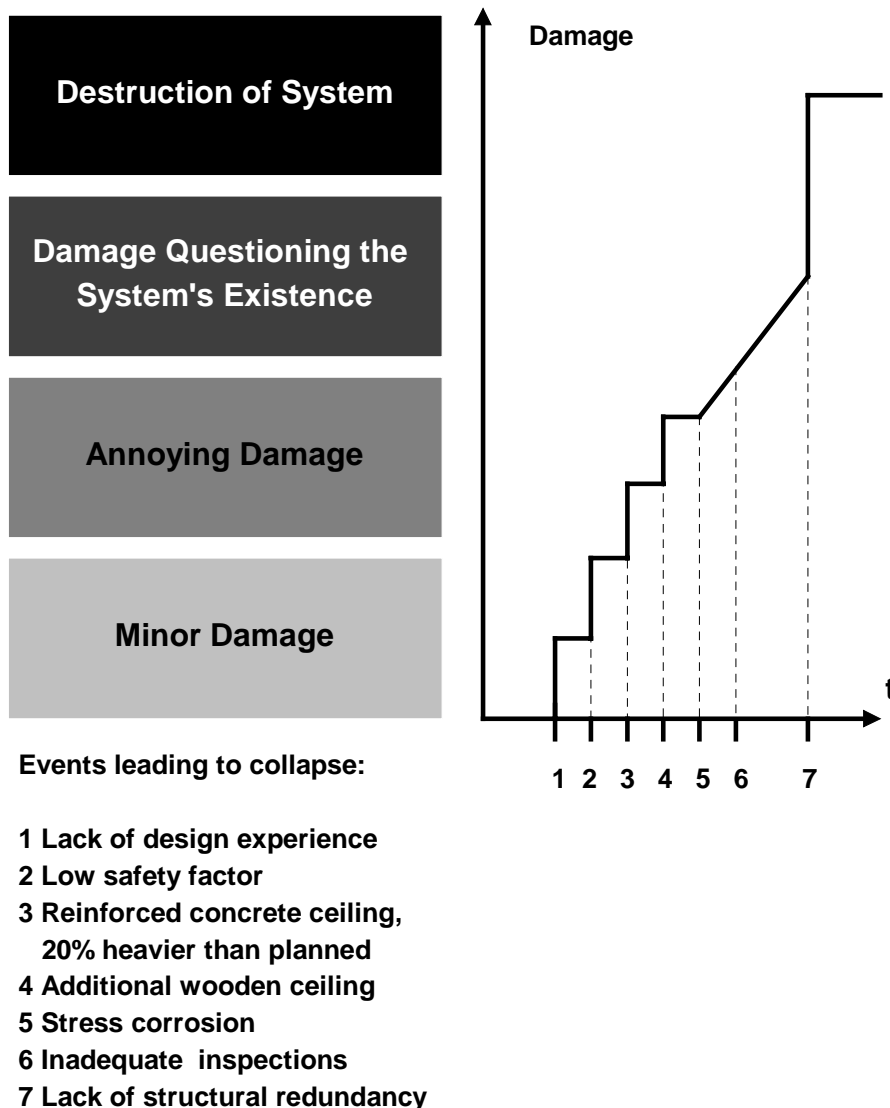 Destruction of System
Damage Questioning the
System's Existence
Annoying Damage
Minor Damage
Damage
t
1 2 3 4 5 6 7
Events leading to collapse:
1 Lack of design experience
2 Low safety factor
3 Reinforced concrete ceiling,
20% heavier than planned
4 Additional wooden ceiling
5 Stress corrosion
6 Inadequate inspections
7 Lack of structural redundancy